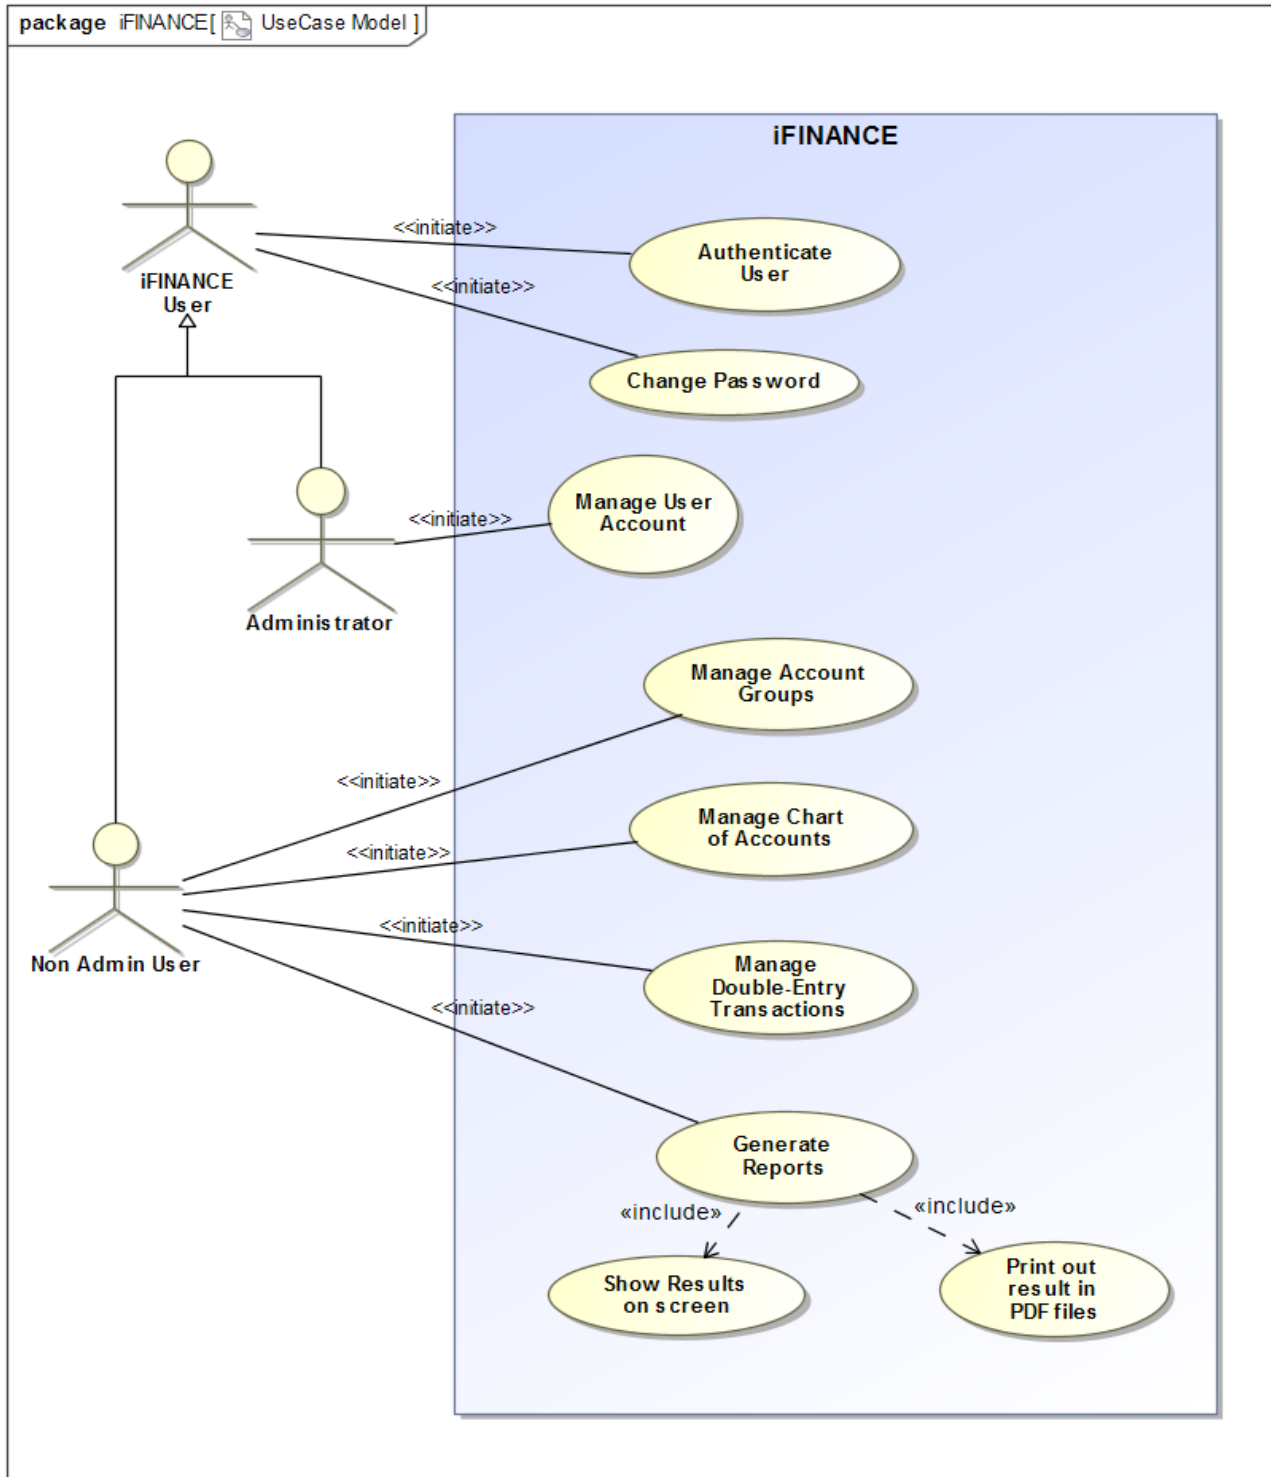 package iFINANCE[ UseCase Model ]
iFINANCE
<<initiate>>
Authenticate
User
iFINANCE
User
<<initiate>>
Change Password
Manage User
Account
<<initiate>>
Administrator
Manage Account
Groups
<<initiate>>
Manage Chart
of Accounts
<<initiate>>
<<initiate>>
Non Admin User
Manage
Double-Entry
Transactions
<<initiate>>
Generate
Reports
«include»
«include»
Show Results
on screen
Print out
result in
PDF files